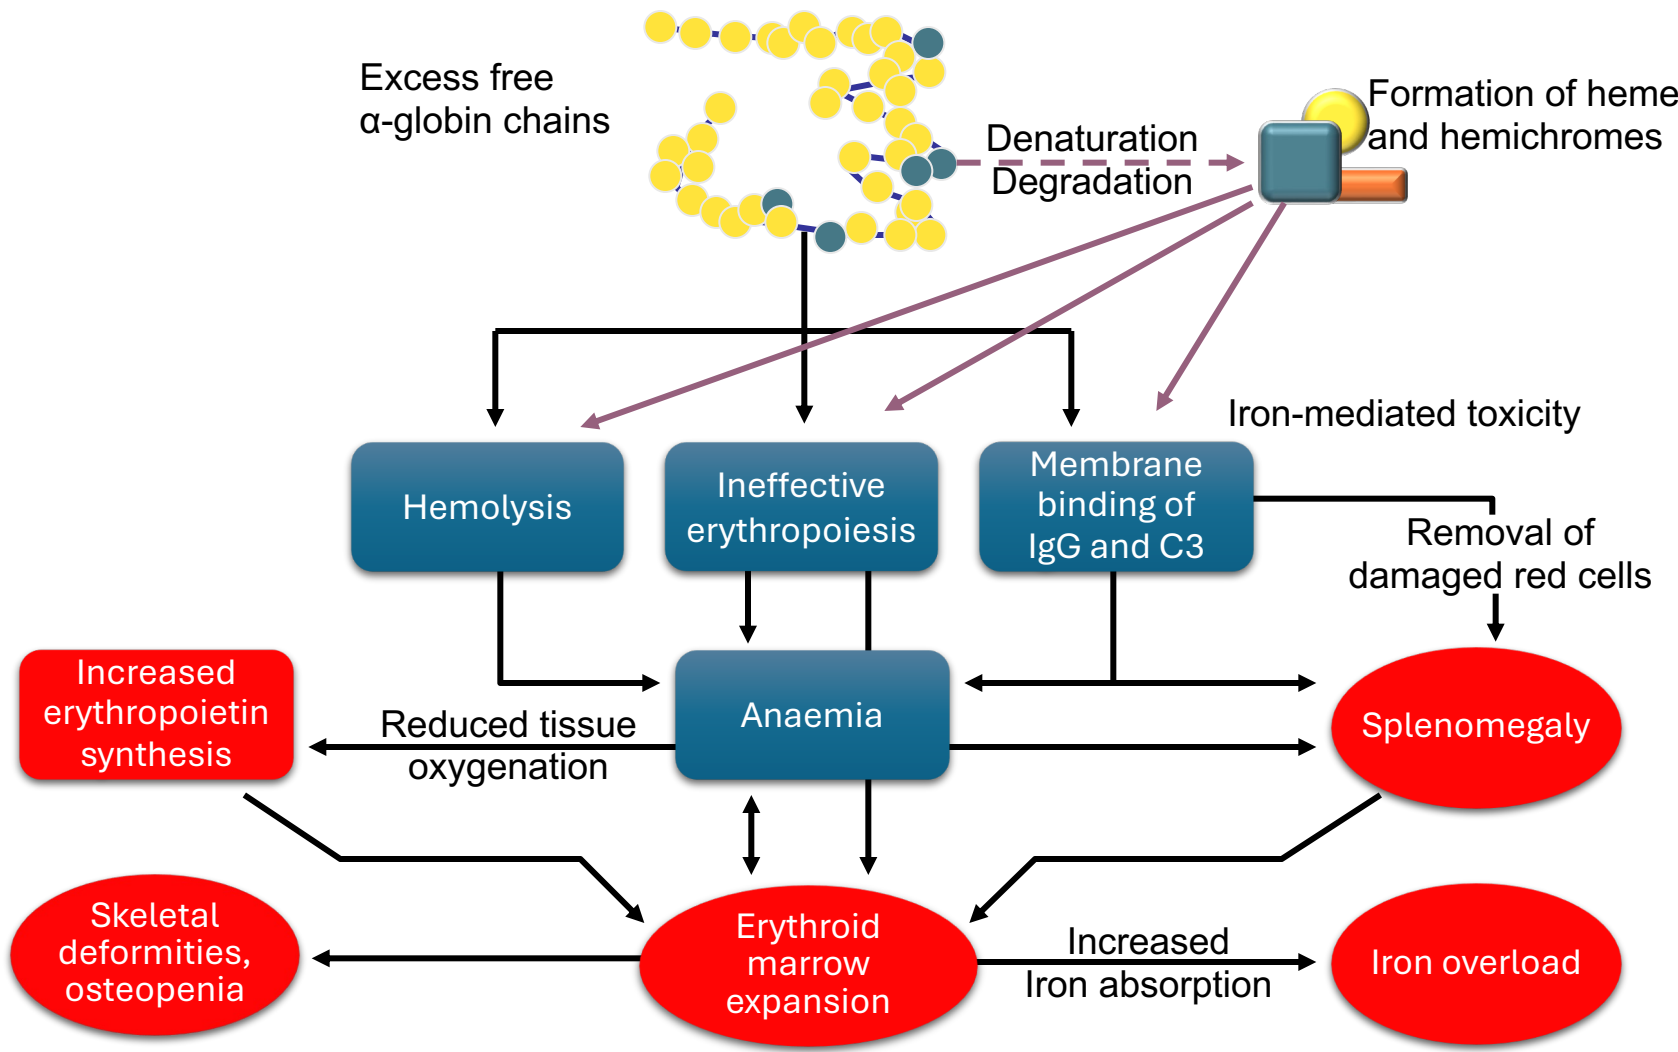 Excess free
α-globin chains
Denaturation
Degradation
Formation of heme
and hemichromes
Iron-mediated toxicity
Hemolysis
Ineffective
erythropoiesis
Membrane
binding of
IgG and C3
Removal of
damaged red cells
Increased
erythropoietin
synthesis
Reduced tissue
oxygenation
Anaemia
Splenomegaly
Skeletal
deformities,
osteopenia
Erythroid
marrow
expansion
Increased
Iron absorption
Iron overload